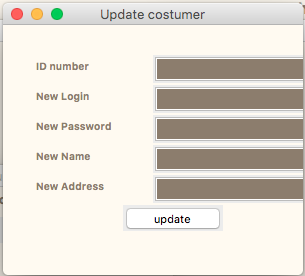 Update costumer
ID number
New Login
New Password
New Name
New Address
update